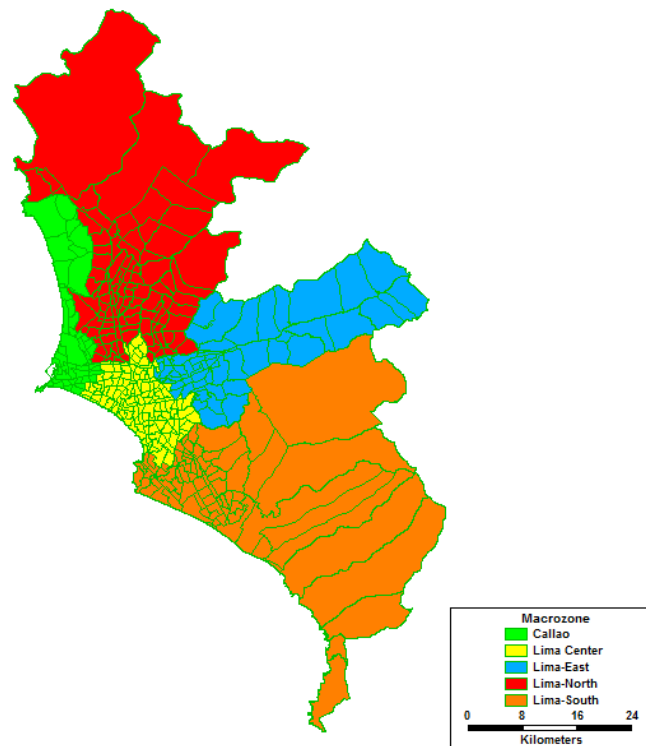 Macrozone
Callao
Lima Center
Lima-East
Lima-North
Lima-South
0 8 16 24
Kilometers